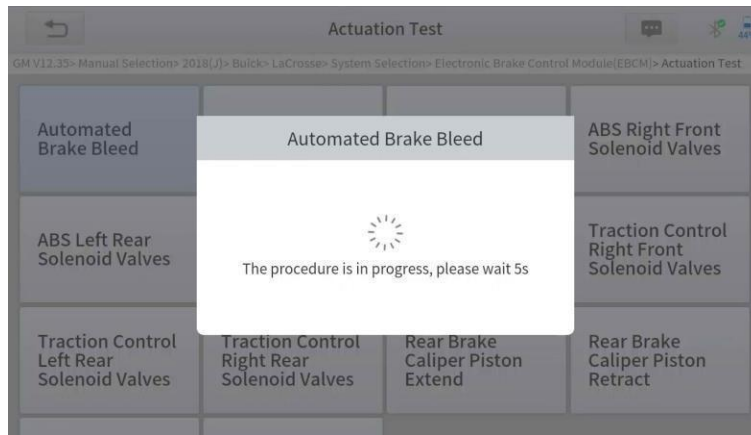 Actuation Test
GM V12.35> Manual Selection> 2018(J)> Buick> LaCrosse> System Selection> Electronic Brake Control Module(EBCM)> Actuation Test
Automated
Brake Bleed
Automated Brake Bleed
ABS Right Front
Solenoid Valves
ABS Left Rear
Solenoid Valves
The procedure is in progress, please wait 5s
Traction Control
Right Front
Solenoid Valves
Traction Control
Left Rear
Solenoid Valves
Traction Control
Right Rear
Solenoid Valves
Rear Brake
Caliper Piston
Extend
Rear Brake
Caliper Piston
Retract